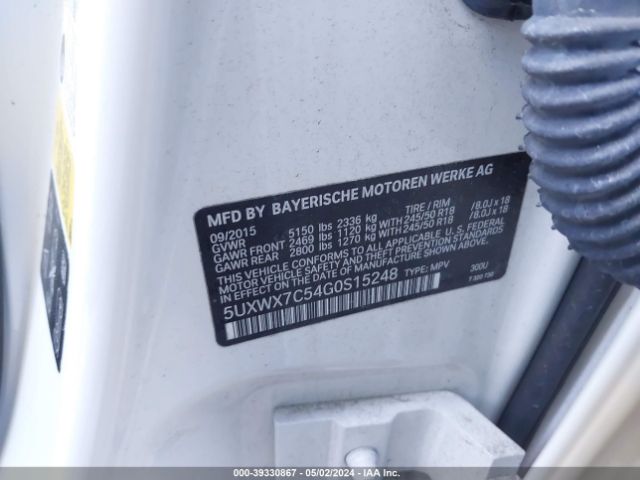 MFD BY BAYERISCHE MOTOREN WERKE AG
09/2015 TIRE / RIM
GVWR 5150 lbs 2336 kg
GAWR FRONT 2469 lbs 1120 kg WITH 245/50 R18 /8.0J x 18
GAWR REAR 2800 lbs 1270 kg WITH 245/50 R18 /8.0J x 18
THIS VEHICLE CONFORMS TO ALL APPLICABLE U.S. FEDERAL
MOTOR VEHICLE SAFETY STANDARDS IN
EFFECT ON THE DATE OF MANUFACTURE SHOWN ABOVE.
5UXWX7C54G0S15248 TYPE: MPV 300U
000-39330867 - 05/02/2024 - IAA Inc.